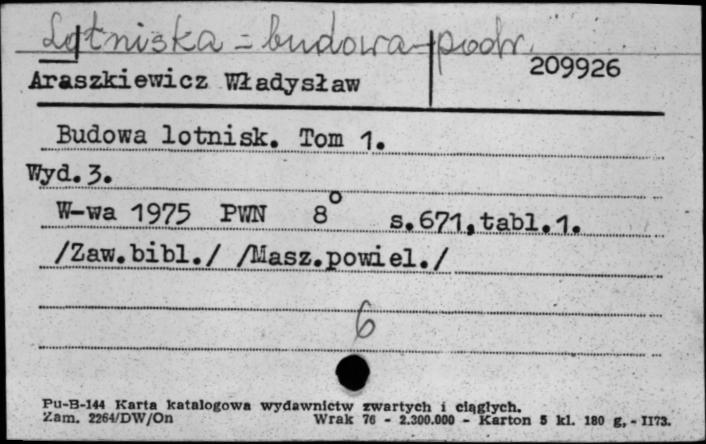 Lotniska - budowa - podr.
209926
Araszkiewicz Władysław
Budowa lotnisk. Tom 1.
Wyd.3.
W-wa 1975 PWN 8° s.671,tabl.1.
/Zaw.bibl./ /Masz.powiel./
6
Pu-B-144 Karta katalogowa wydawnictw zwartych i ciągłych.
Zam. 2264/DW/On Wrak 76 - 2.300.000 - Karton 5 kl. 180 g, - 1173.